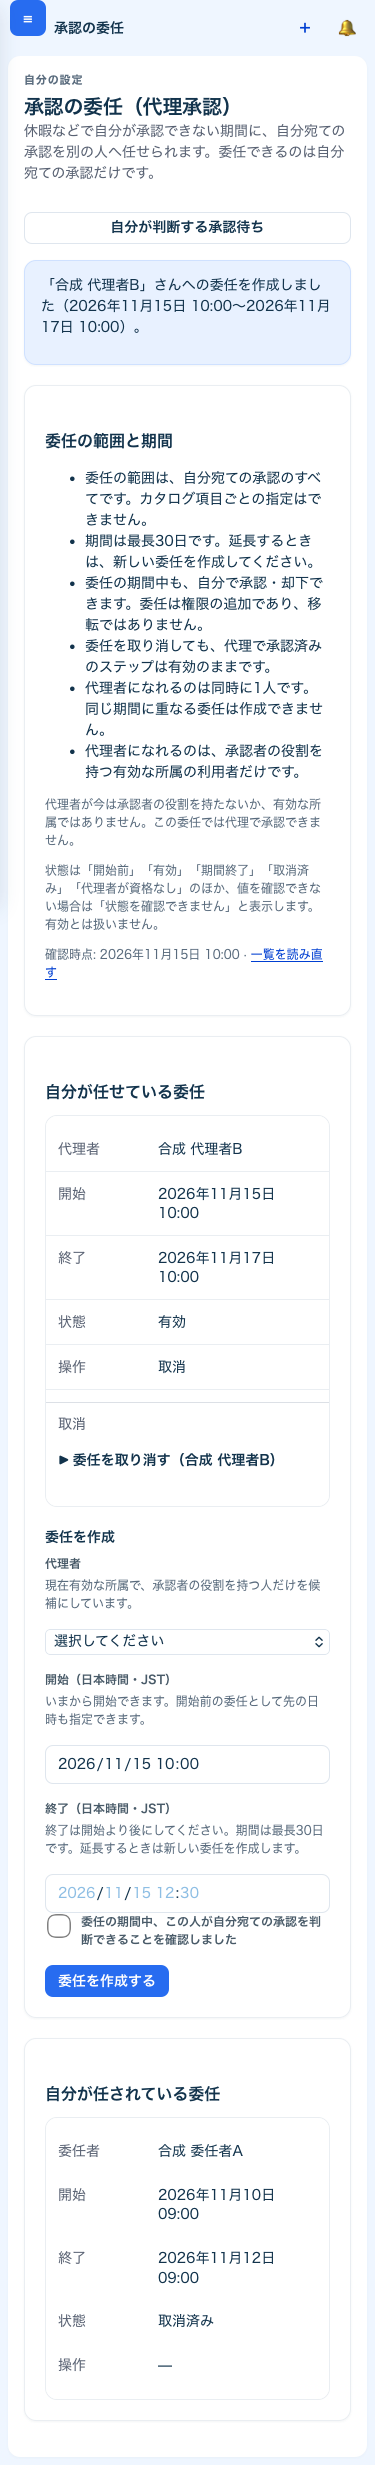 ≡ 承認の委任 + 🔔
自分の設定
承認の委任（代理承認）
休暇などで自分が承認できない期間に、自分宛ての
承認を別の人へ任せられます。委任できるのは自分
宛ての承認だけです。
自分が判断する承認待ち
「合成 代理者B」さんへの委任を作成しまし
た（2026年11月15日 10:00〜2026年11月
17日 10:00）。
委任の範囲と期間
• 委任の範囲は、自分宛ての承認のすべ
てです。カタログ項目ごとの指定はで
きません。
• 期間は最長30日です。延長するとき
は、新しい委任を作成してください。
• 委任の期間中も、自分で承認・却下で
きます。委任は権限の追加であり、移
転ではありません。
• 委任を取り消しても、代理で承認済み
のステップは有効のままです。
• 代理者になれるのは同時に1人です。
同じ期間に重なる委任は作成できませ
ん。
• 代理者になれるのは、承認者の役割を
持つ有効な所属の利用者だけです。
代理者が今は承認者の役割を持たないか、有効な所
属ではありません。この委任では代理で承認できま
せん。
状態は「開始前」「有効」「期間終了」「取消済
み」「代理者が資格なし」のほか、値を確認できな
い場合は「状態を確認できません」と表示します。
有効とは扱いません。
確認時点: 2026年11月15日 10:00 · 一覧を読み直
す
自分が任せている委任
代理者 合成 代理者B
開始 2026年11月15日
10:00
終了 2026年11月17日
10:00
状態 有効
操作 取消
取消
▶ 委任を取り消す（合成 代理者B）
委任を作成
代理者
現在有効な所属で、承認者の役割を持つ人だけを候
補にしています。
選択してください
開始（日本時間・JST）
いまから開始できます。開始前の委任として先の日
時も指定できます。
2026/11/15 10:00
終了（日本時間・JST）
終了は開始より後にしてください。期間は最長30日
です。延長するときは新しい委任を作成します。
2026/11/15 12:30
委任の期間中、この人が自分宛ての承認を判
断できることを確認しました
委任を作成する
自分が任されている委任
委任者 合成 委任者A
開始 2026年11月10日
09:00
終了 2026年11月12日
09:00
状態 取消済み
操作 —